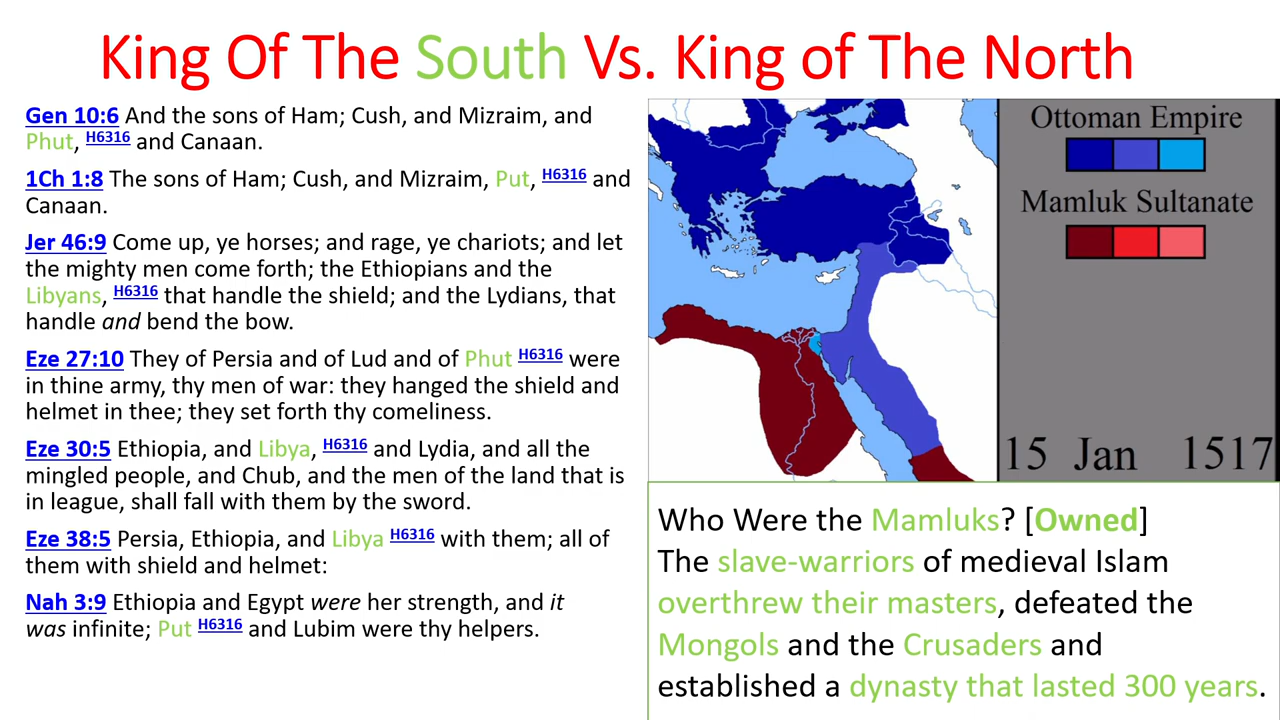 King Of The South Vs. King of The North
Gen 10:6 And the sons of Ham; Cush, and Mizraim, and
Phut, H6316 and Canaan.
1Ch 1:8 The sons of Ham; Cush, and Mizraim, Put, H6316 and
Canaan.
Jer 46:9 Come up, ye horses; and rage, ye chariots; and let
the mighty men come forth; the Ethiopians and the
Libyans, H6316 that handle the shield; and the Lydians, that
handle and bend the bow.
Eze 27:10 They of Persia and of Lud and of Phut H6316 were
in thine army, thy men of war: they hanged the shield and
helmet in thee; they set forth thy comeliness.
Eze 30:5 Ethiopia, and Libya, H6316 and Lydia, and all the
mingled people, and Chub, and the men of the land that is
in league, shall fall with them by the sword.
Eze 38:5 Persia, Ethiopia, and Libya H6316 with them; all of
them with shield and helmet:
Nah 3:9 Ethiopia and Egypt were her strength, and it
was infinite; Put H6316 and Lubim were thy helpers.
Ottoman Empire
Mamluk Sultanate
15 Jan 1517
Who Were the Mamluks? [Owned]
The slave-warriors of medieval Islam
overthrew their masters, defeated the
Mongols and the Crusaders and
established a dynasty that lasted 300 years.